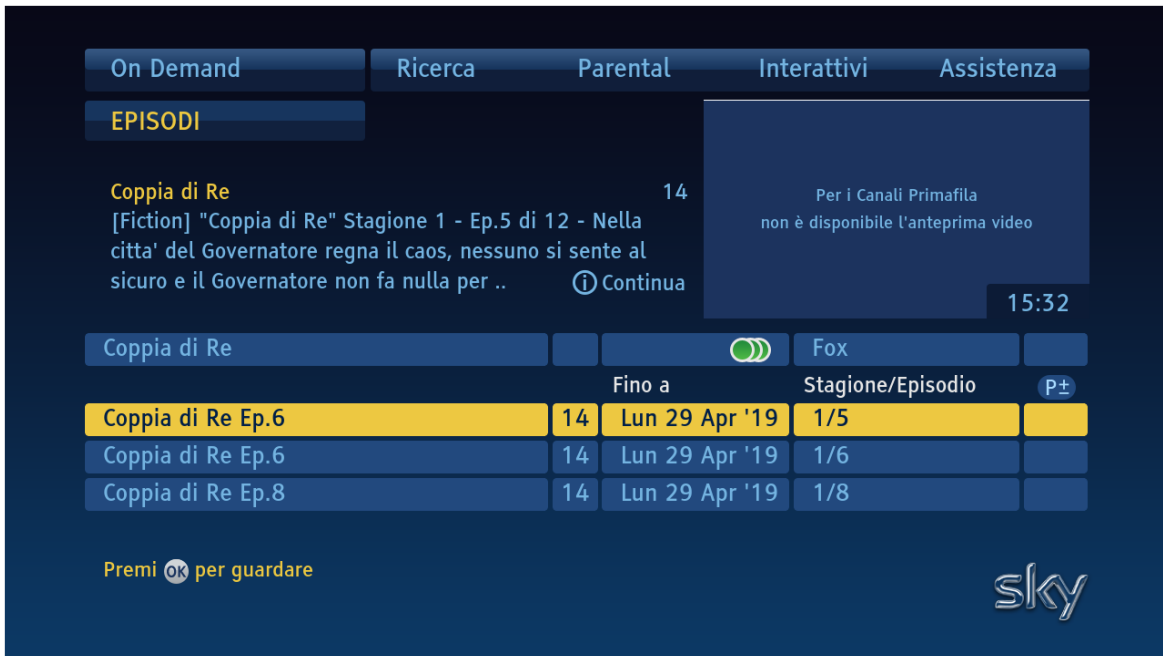 On Demand Ricerca Parental Interattivi Assistenza
EPISODI
Coppia di Re 14
[Fiction] "Coppia di Re" Stagione 1 - Ep.5 di 12 - Nella
citta' del Governatore regna il caos, nessuno si sente al
sicuro e il Governatore non fa nulla per ..
i Continua
Per i Canali Primafila
non è disponibile l'anteprima video
15:32
Coppia di Re Fox
Fino a Stagione/Episodio P±
Coppia di Re Ep.6 14 Lun 29 Apr '19 1/5
Coppia di Re Ep.6 14 Lun 29 Apr '19 1/6
Coppia di Re Ep.8 14 Lun 29 Apr '19 1/8
Premi OK per guardare
sky